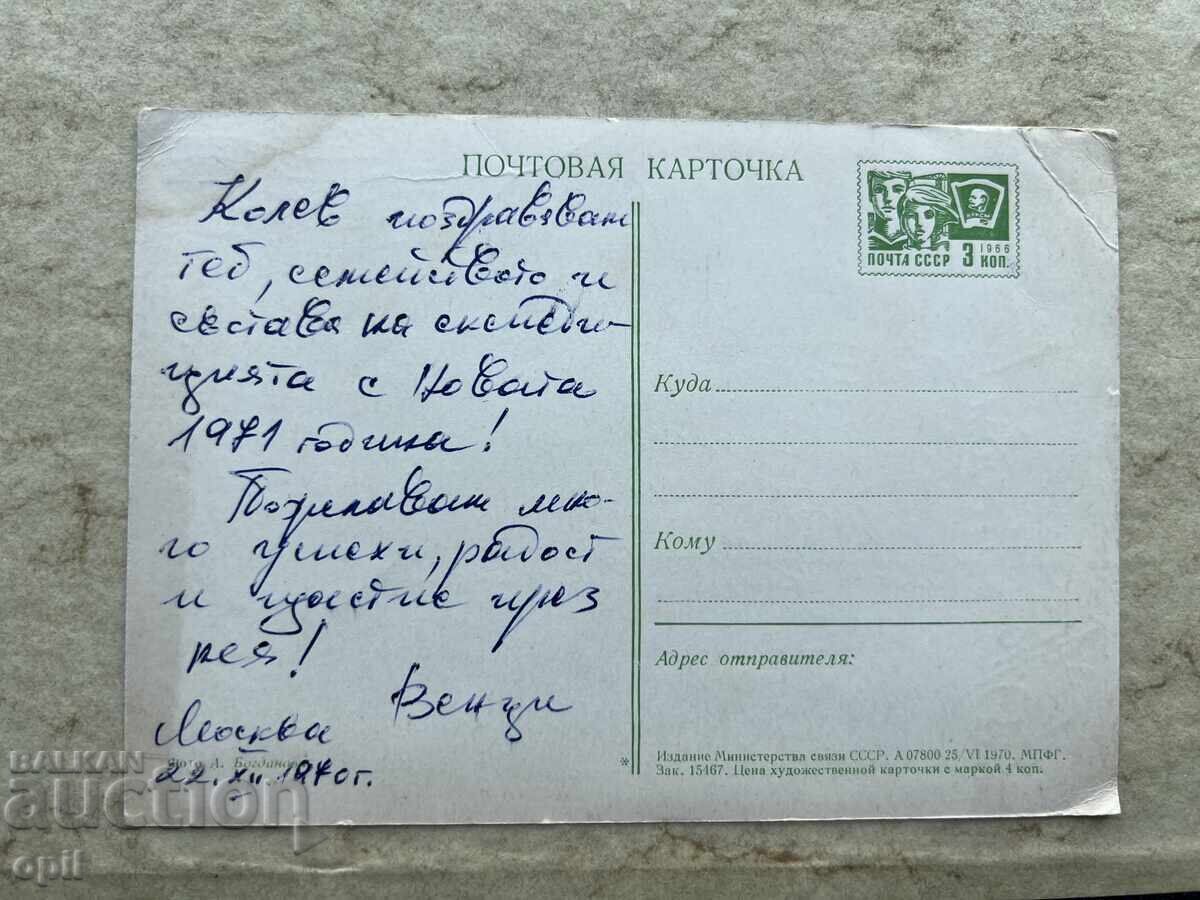 ПОЧТОВАЯ КАРТОЧКА
Колев поздравявам
теб, семейството и
състава на експеди-
цията с Новата
1971 година!
Пожелавам мно-
го успехи, радост
и щастие през
нея!
Венци
Москва
22.XII.1970г.
Фото А. Богданова
1966
ПОЧТА СССР 3 КОП.
Куда
Кому
Адрес отправителя:
*
Издание Министерства связи СССР. А 07800 25/VI 1970. МПФГ.
Зак. 15467. Цена художественной карточки с маркой 4 коп.
BALKAN
auction
opil